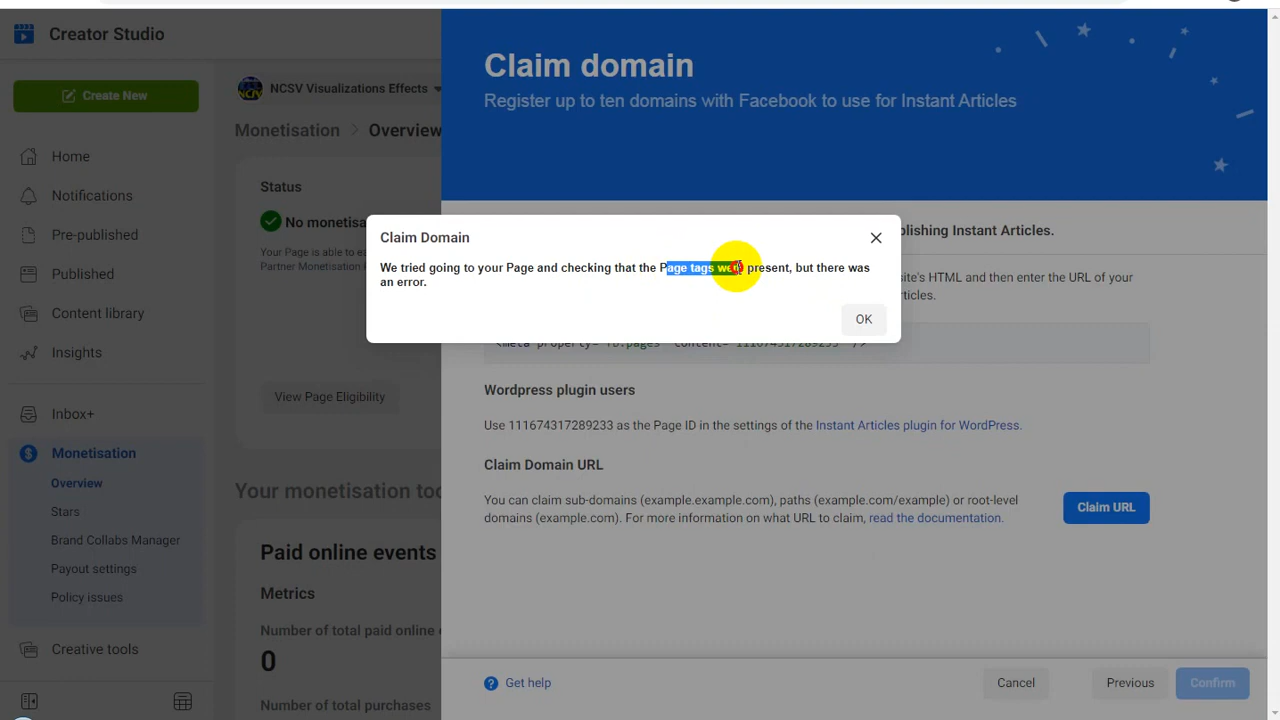 Creator Studio
Create New
Home
Notifications
Pre-published
Published
Content library
Insights
Inbox+
Monetisation
Overview
Stars
Brand Collabs Manager
Payout settings
Policy issues
Creative tools
NCSV Visualizations Effects
Monetisation > Overview
Status
No monetisa
Your Page is able to ea
Partner Monetisation
View Page Eligibility
Your monetisation too
Paid online events
Metrics
Number of total paid online e
0
Number of total purchases
Claim domain
Register up to ten domains with Facebook to use for Instant Articles
blishing Instant Articles.
site's HTML and then enter the URL of your
ticles.
<meta property="fb:pages" content="111674317289233" />
Wordpress plugin users
Use 111674317289233 as the Page ID in the settings of the Instant Articles plugin for WordPress.
Claim Domain URL
You can claim sub-domains (example.example.com), paths (example.com/example) or root-level
domains (example.com). For more information on what URL to claim, read the documentation.
Claim URL
Get help
Cancel
Previous
Confirm
Claim Domain
We tried going to your Page and checking that the Page tags were present, but there was
an error.
OK